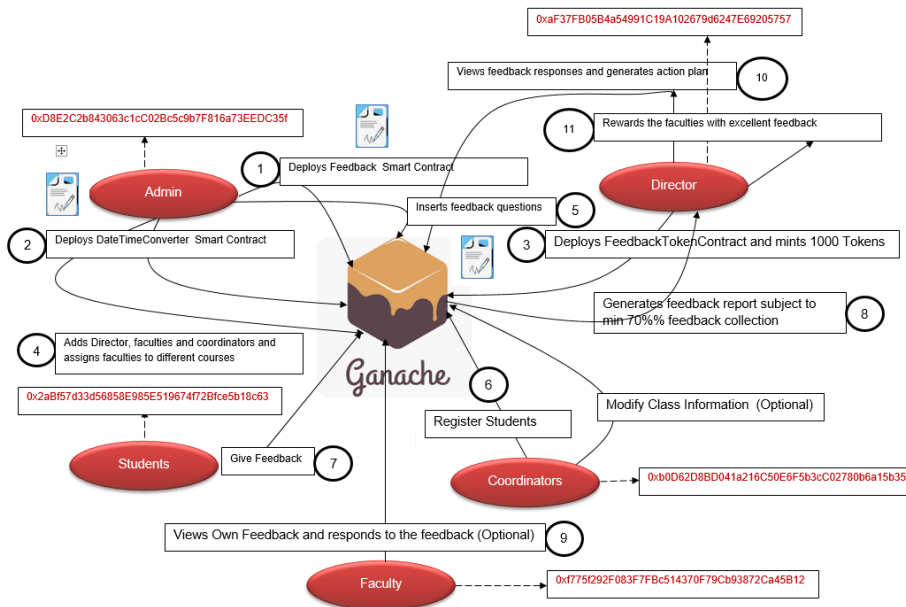 0xaF37FB05B4a54991C19A102679d6247E69205757
Views feedback responses and generates action plan
10
0xD8E2C2b843063c1cC02Bc5c9b7F816a73EEDC35f
11
Rewards the faculties with excellent feedback
1
Deploys Feedback Smart Contract
Admin
Director
Inserts feedback questions
5
2
Deploys DateTimeConverter Smart Contract
3
Deploys FeedbackTokenContract and mints 1000 Tokens
Generates feedback report subject to
min 70%% feedback collection
8
4
Adds Director, faculties and coordinators and
assigns faculties to different courses
Ganache
6
0x2aBf57d33d56858E985E519674f72Bfce5b18c63
Modify Class Information (Optional)
Register Students
Students
Give Feedback
7
Coordinators
0xb0D62D8BD041a216C50E6F5b3cC02780b6a15b35
Views Own Feedback and responds to the feedback (Optional)
9
Faculty
0xf775f292F083F7FBc514370F79Cb93872Ca45B12